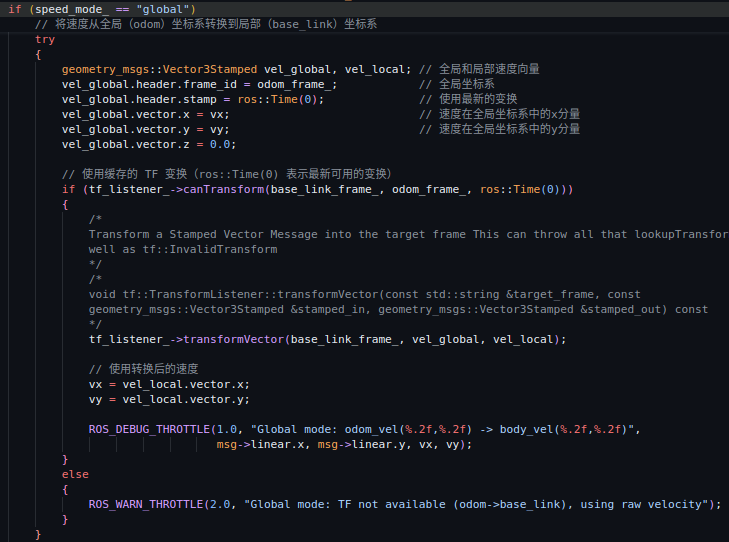 if (speed_mode_ == "global")
// 将速度从全局（odom）坐标系转换到局部（base_link）坐标系
try
{
geometry_msgs::Vector3Stamped vel_global, vel_local; // 全局和局部速度向量
vel_global.header.frame_id = odom_frame_; // 全局坐标系
vel_global.header.stamp = ros::Time(0); // 使用最新的变换
vel_global.vector.x = vx; // 速度在全局坐标系中的x分量
vel_global.vector.y = vy; // 速度在全局坐标系中的y分量
vel_global.vector.z = 0.0;
// 使用缓存的 TF 变换（ros::Time(0) 表示最新可用的变换）
if (tf_listener_->canTransform(base_link_frame_, odom_frame_, ros::Time(0)))
{
/*
Transform a Stamped Vector Message into the target frame This can throw all that lookupTransfor
well as tf::InvalidTransform
*/
/*
void tf::TransformListener::transformVector(const std::string &target_frame, const
geometry_msgs::Vector3Stamped &stamped_in, geometry_msgs::Vector3Stamped &stamped_out) const
*/
tf_listener_->transformVector(base_link_frame_, vel_global, vel_local);
// 使用转换后的速度
vx = vel_local.vector.x;
vy = vel_local.vector.y;
ROS_DEBUG_THROTTLE(1.0, "Global mode: odom_vel(%.2f,%.2f) -> body_vel(%.2f,%.2f)",
msg->linear.x, msg->linear.y, vx, vy);
}
else
{
ROS_WARN_THROTTLE(2.0, "Global mode: TF not available (odom->base_link), using raw velocity");
}
}